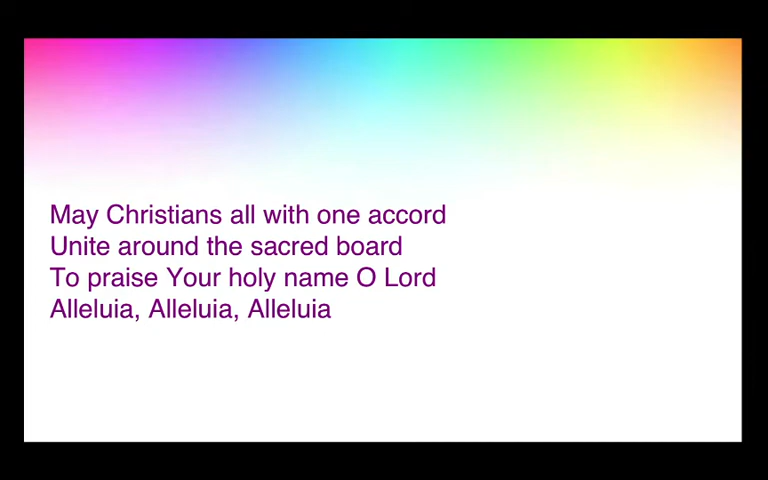 May Christians all with one accord
Unite around the sacred board
To praise Your holy name O Lord
Alleluia, Alleluia, Alleluia